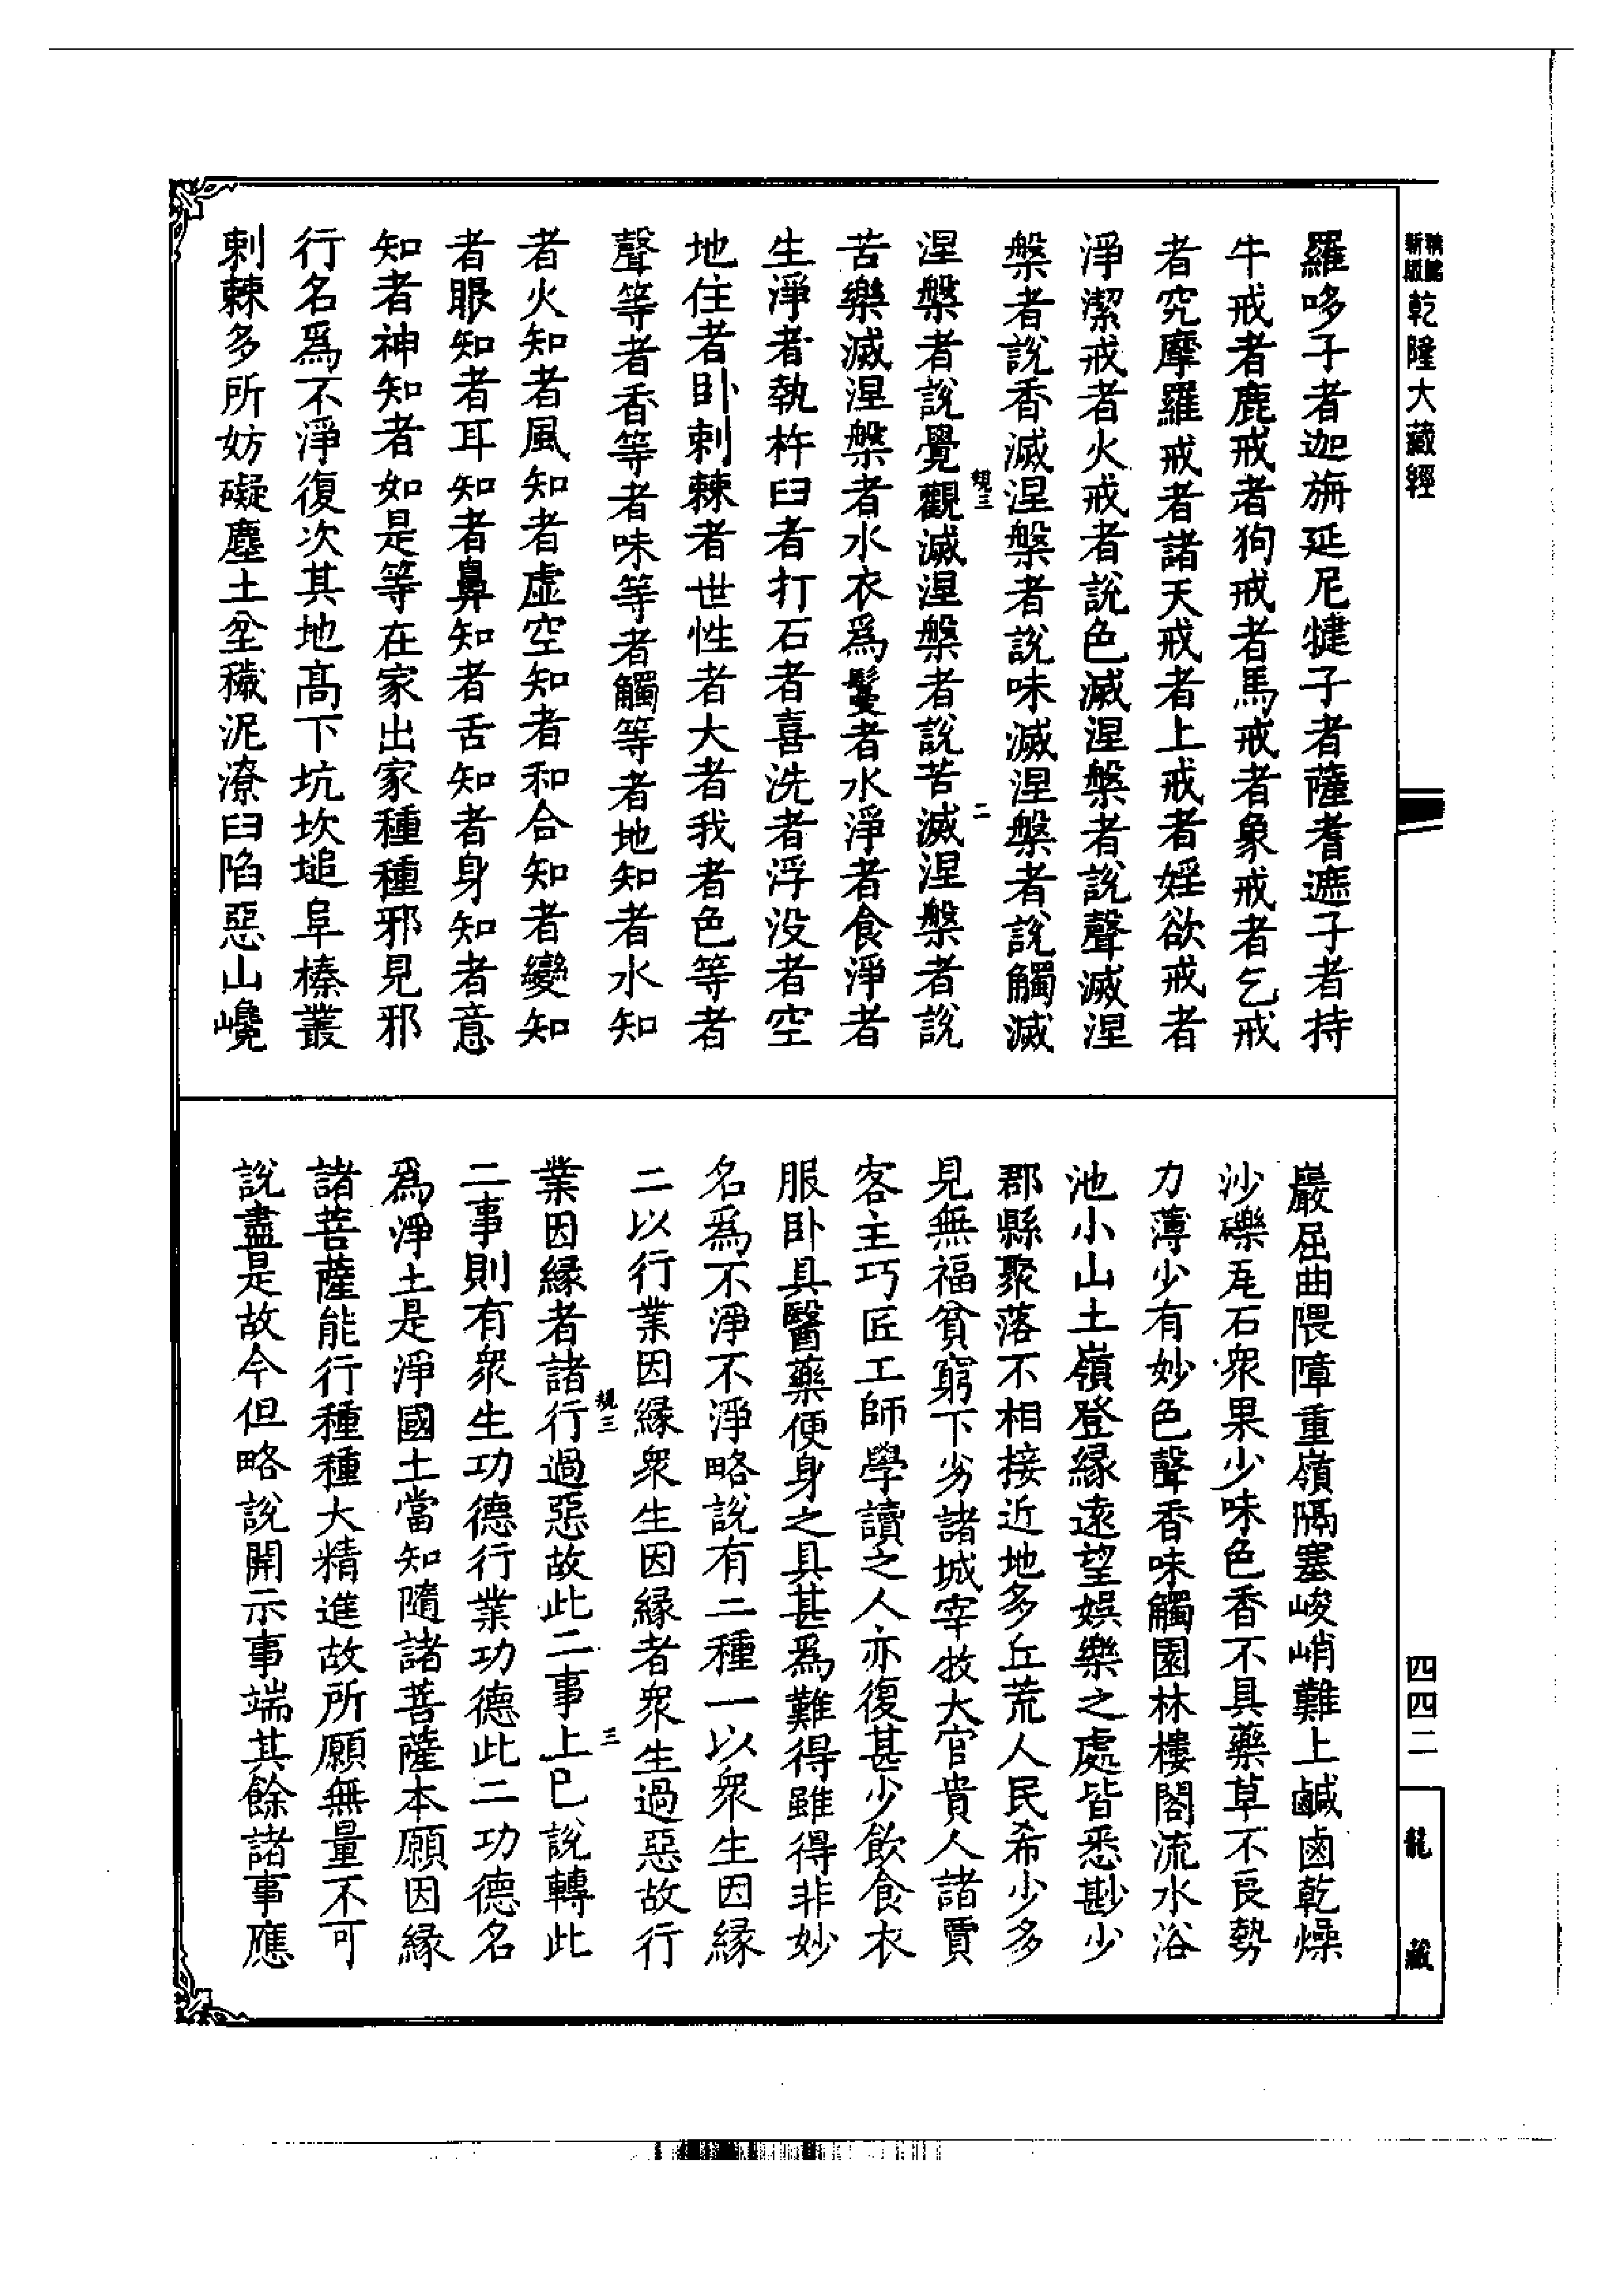 新版
乾隆大藏經
羅哆子者迦旃延尼犍子者薩耆遮子者持
牛戒者鹿戒者狗戒者馬戒者象戒者乞戒
者究摩羅戒者諸天戒者上戒者婬欲戒者
淨潔戒者火戒者說色滅涅槃者說聲滅涅
槃者說香滅涅槃者說味滅涅槃者說觸滅
涅槃者說覺觀滅涅槃者說苦滅涅槃者說
苦樂滅涅槃者水衣為鬘者水淨者食淨者
生淨者執杵臼者打石者喜洗者浮没者空
地住者卧刺棘者世性者大者我者色等者
聲等者香等者味等者觸等者地知者水知
者火知者風知者虛空知者和合知者變知
者眼知者耳知者鼻知者舌知者身知者意
知者神知者如是等在家出家種種邪見邪
行名為不淨復次其地高下坑坎塠阜榛叢
刺棘多所妨礙塵土坌穢泥潦臼陷惡山巉
二
巖屈曲隈障重嶺隔塞峻峭難上鹹鹵乾燥
沙礫瓦石衆果少味色香不具藥草不良勢
力薄少有妙色聲香味觸園林樓閣流水浴
池小山土嶺登緣遠望娛樂之處皆悉尠少
郡縣聚落不相接近地多丘荒人民希少多
見無福貧窮下劣諸城宰牧大官貴人諸賈
客主巧匠工師學讀之人亦復甚少飲食衣
服卧具醫藥便身之具甚為難得雖得非妙
名為不淨不淨略說有二種一以衆生因緣
二以行業因緣衆生因緣者衆生過惡故行
業因緣者諸行過惡故此二事上已說轉此
二事則有衆生功德行業功德此二功德名
為淨土是淨國土當知隨諸菩薩本願因緣
諸菩薩能行種種大精進故所願無量不可
說盡是故今但略說開示事端其餘諸事應
三
四四二
龍藏